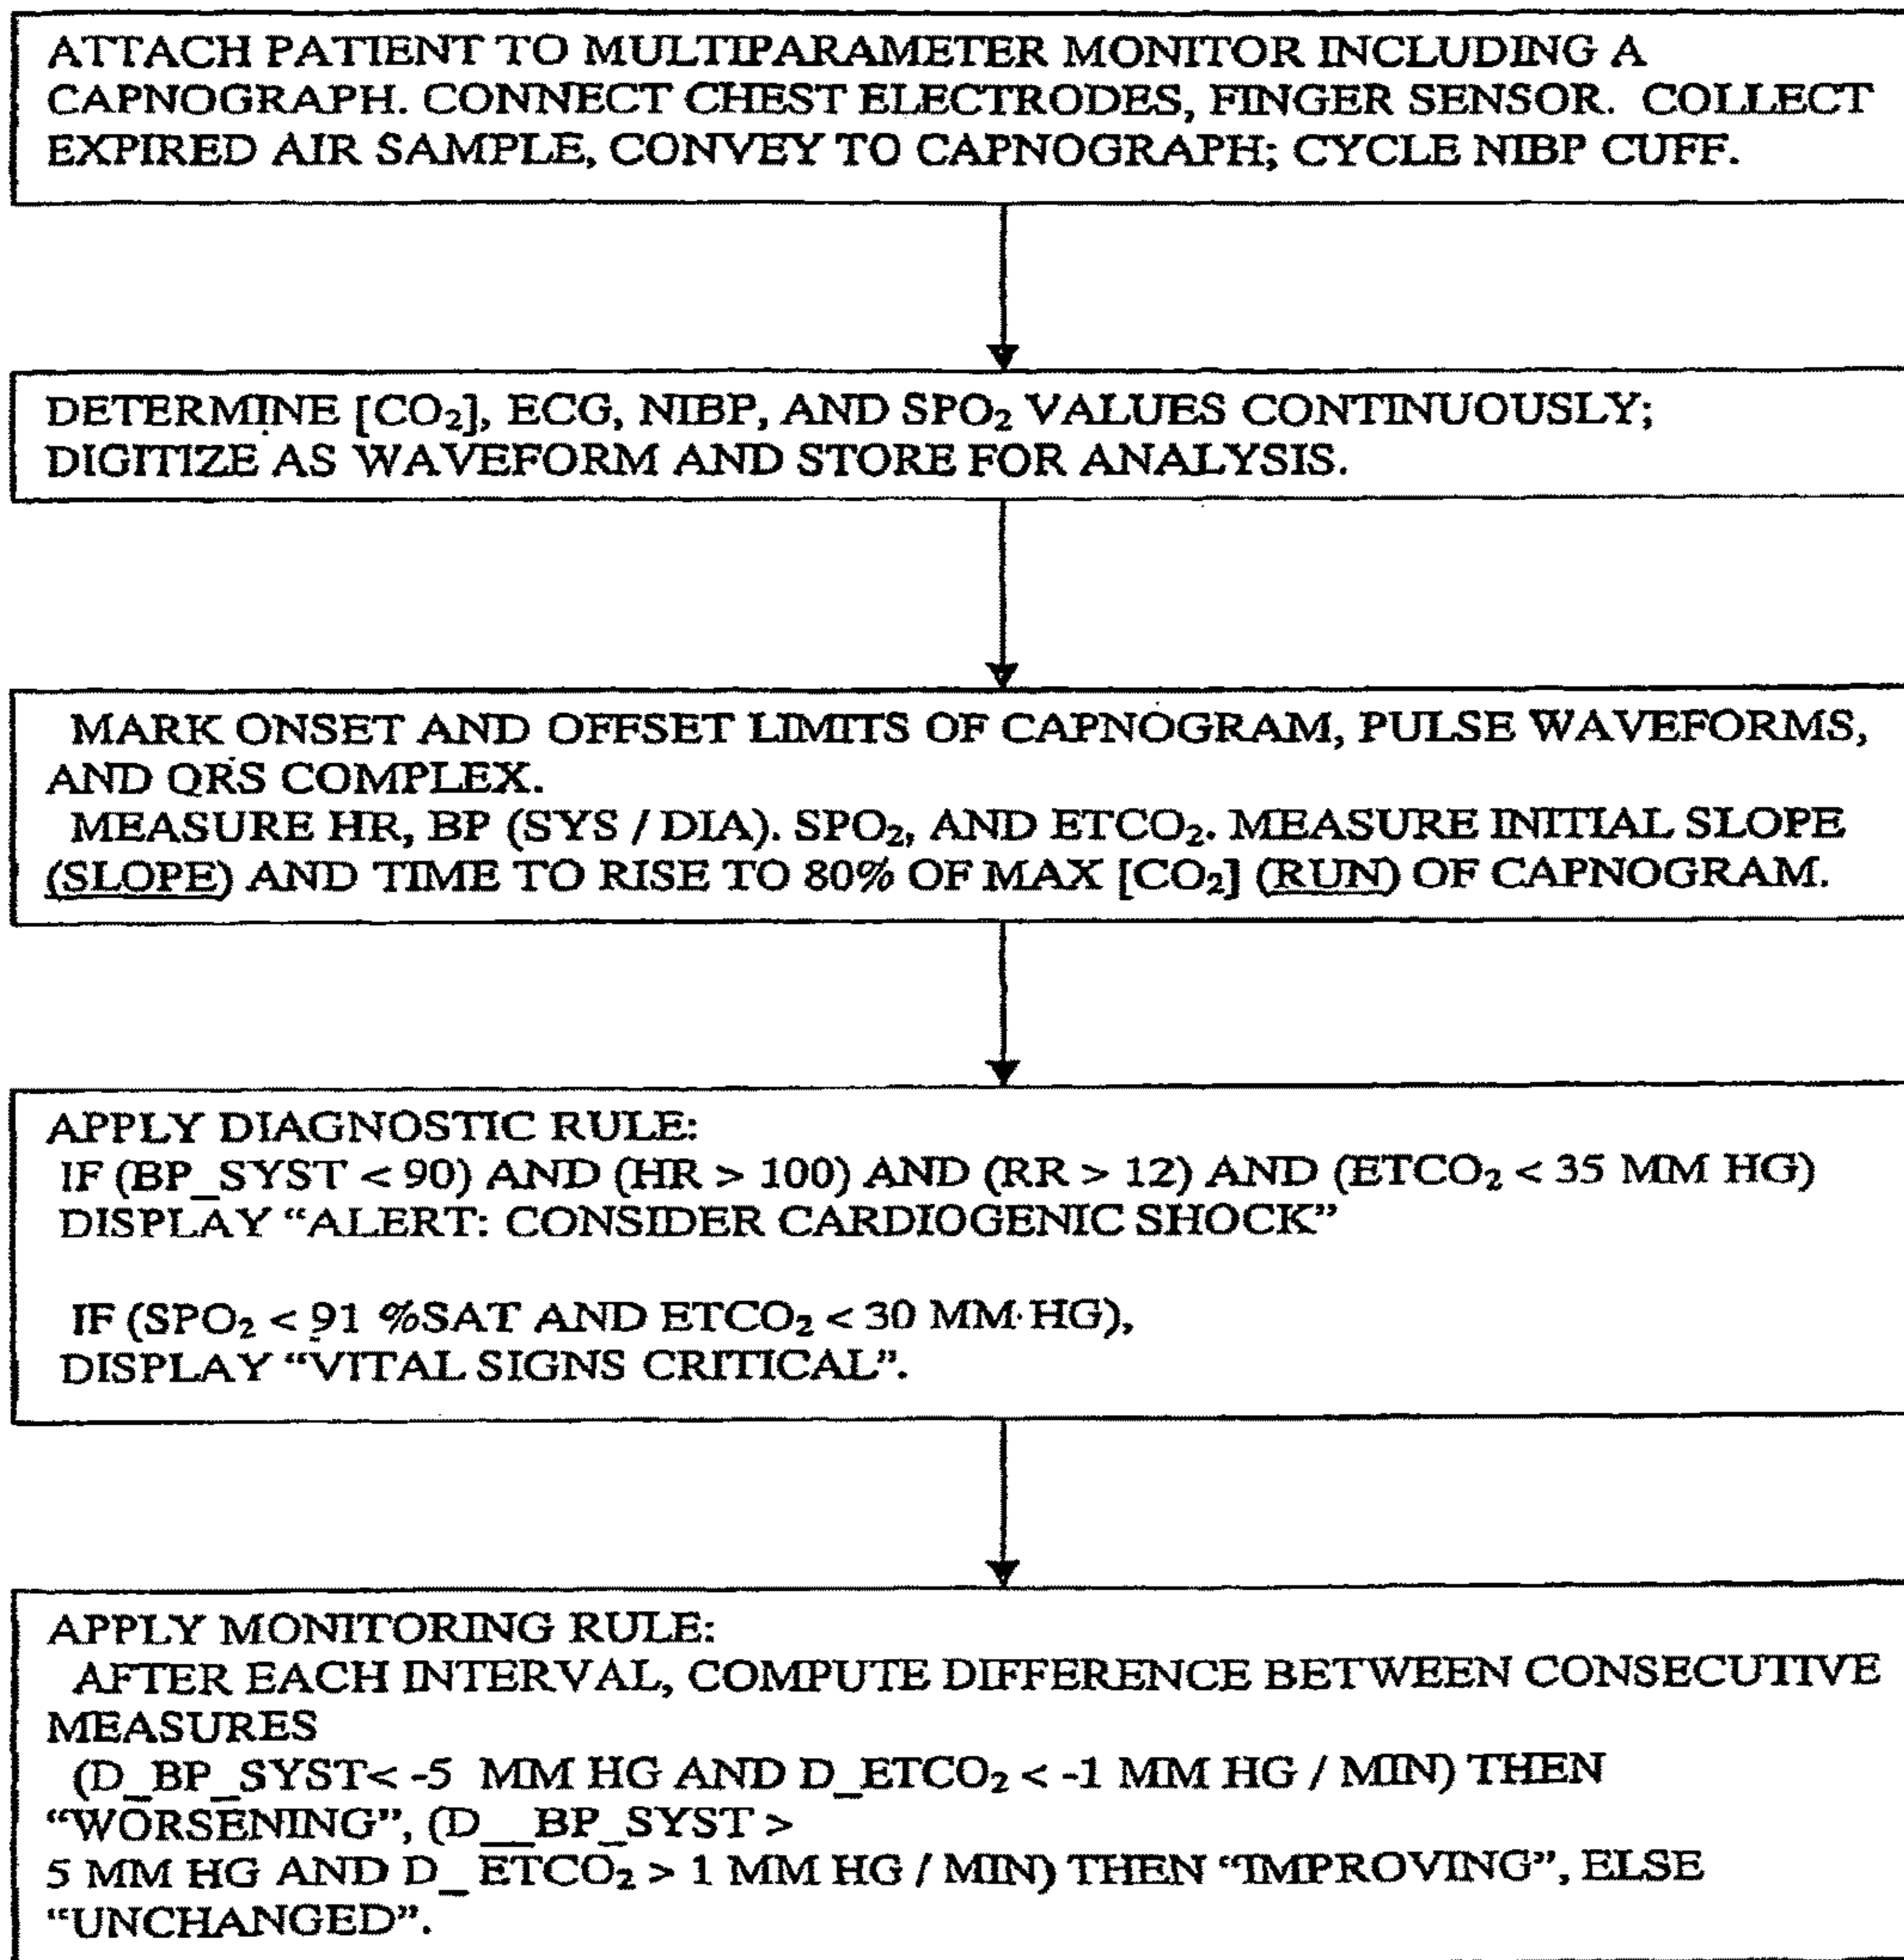 ATTACH PATIENT TO MULTIPARAMETER MONITOR INCLUDING A
CAPNOGRAPH. CONNECT CHEST ELECTRODES, FINGER SENSOR. COLLECT
EXPIRED AIR SAMPLE, CONVEY TO CAPNOGRAPH; CYCLE NIBP CUFF.
DETERMINE [CO₂], ECG, NIBP, AND SPO₂ VALUES CONTINUOUSLY;
DIGITIZE AS WAVEFORM AND STORE FOR ANALYSIS.
MARK ONSET AND OFFSET LIMITS OF CAPNOGRAM, PULSE WAVEFORMS,
AND QRS COMPLEX.
MEASURE HR, BP (SYS / DIA). SPO₂, AND ETCO₂. MEASURE INITIAL SLOPE
(SLOPE) AND TIME TO RISE TO 80% OF MAX [CO₂] (RUN) OF CAPNOGRAM.
APPLY DIAGNOSTIC RULE:
IF (BP_SYST < 90) AND (HR > 100) AND (RR > 12) AND (ETCO₂ < 35 MM HG)
DISPLAY “ALERT: CONSIDER CARDIOGENIC SHOCK”
IF (SPO₂ < 91 %SAT AND ETCO₂ < 30 MM HG),
DISPLAY “VITAL SIGNS CRITICAL”.
APPLY MONITORING RULE:
AFTER EACH INTERVAL, COMPUTE DIFFERENCE BETWEEN CONSECUTIVE
MEASURES
(D_BP_SYST< -5 MM HG AND D_ETCO₂ < -1 MM HG / MIN) THEN
“WORSENING”, (D__BP_SYST >
5 MM HG AND D_ ETCO₂ > 1 MM HG / MIN) THEN “IMPROVING”, ELSE
“UNCHANGED”.